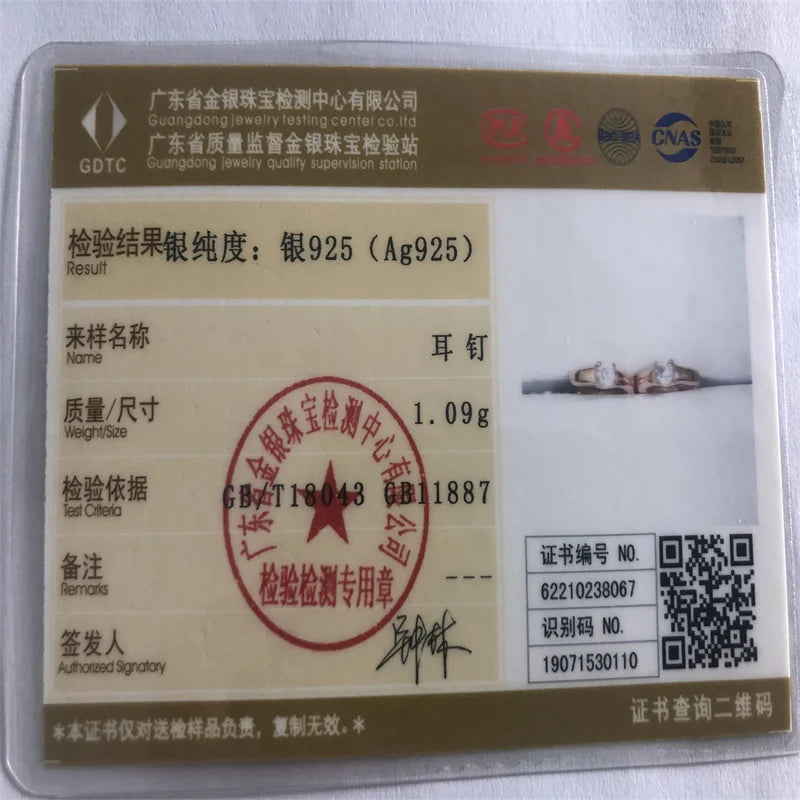 广东省金银珠宝检测中心有限公司
Guangdong jewelry testing center co.ltd
广东省质量监督金银珠宝检验站
Guangdong jewelry quality supervision station
GDTC
CNAS
TESTING
检验结果 银纯度：银925（Ag925）
Result
来样名称 耳钉
Name
质量/尺寸 1.09g
Weight/Size
检验依据 GB/T18043 GB11887
Test Criteria
备注 ---
Remarks
签发人
Authorized Signatory
广东省金银珠宝检测中心有限公司
检验检测专用章
证书编号 NO.
62210238067
识别码 NO.
19071530110
证书查询二维码
*本证书仅对送检样品负责，复制无效。*